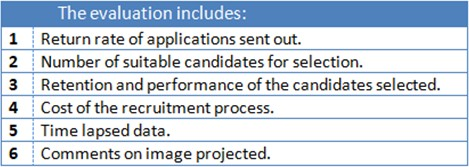 The evaluation includes:
1 Return rate of applications sent out.
2 Number of suitable candidates for selection.
3 Retention and performance of the candidates selected.
4 Cost of the recruitment process.
5 Time lapsed data.
6 Comments on image projected.